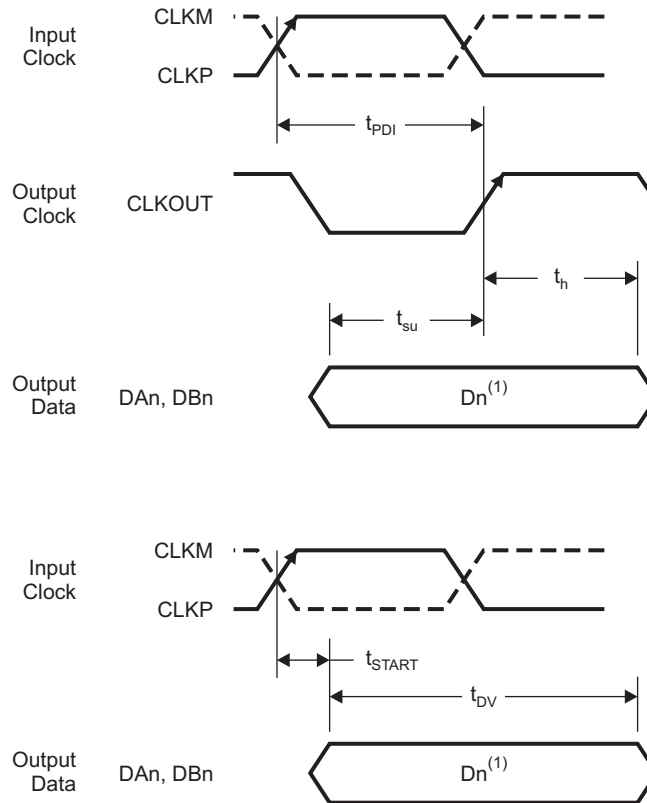 Input
Clock
CLKM
CLKP
t_PDI
Output
Clock
CLKOUT
t_h
t_su
Output
Data
DAn, DBn
Dn^(1)
Input
Clock
CLKM
CLKP
t_START
t_DV
Output
Data
DAn, DBn
Dn^(1)